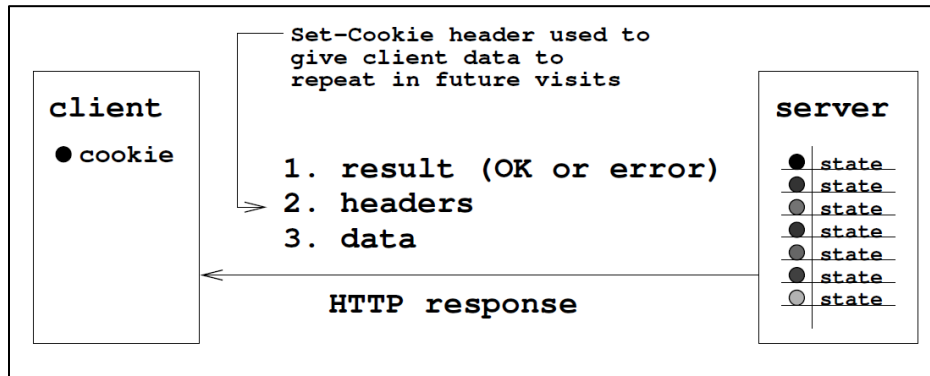 Set-Cookie header used to
give client data to
repeat in future visits
client
cookie
1. result (OK or error)
2. headers
3. data
HTTP response
server
state
state
state
state
state
state
state